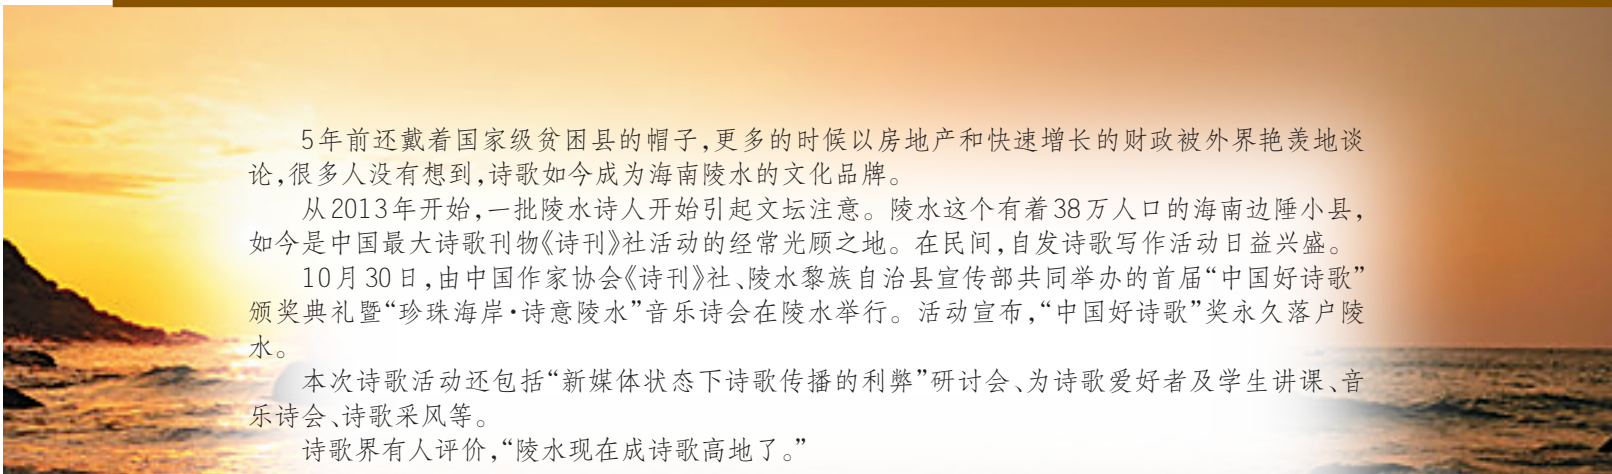 5年前还戴着国家级贫困县的帽子,更多的时候以房地产和快速增长的财政被外界艳羡地谈
论,很多人没有想到,诗歌如今成为海南陵水的文化品牌。
从2013年开始,一批陵水诗人开始引起文坛注意。陵水这个有着38万人口的海南边陲小县,
如今是中国最大诗歌刊物《诗刊》社活动的经常光顾之地。在民间,自发诗歌写作活动日益兴盛。
10月30日,由中国作家协会《诗刊》社、陵水黎族自治县宣传部共同举办的首届“中国好诗歌”
颁奖典礼暨“珍珠海岸·诗意陵水”音乐诗会在陵水举行。活动宣布,“中国好诗歌”奖永久落户陵
水。
本次诗歌活动还包括“新媒体状态下诗歌传播的利弊”研讨会、为诗歌爱好者及学生讲课、音
乐诗会、诗歌采风等。
诗歌界有人评价,“陵水现在成诗歌高地了。”